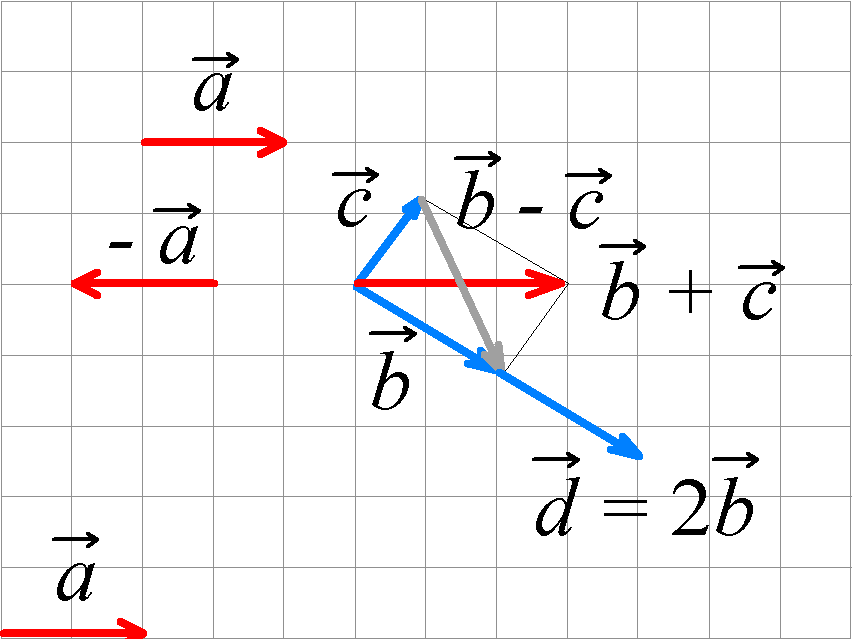 a⃗
c⃗
b⃗ - c⃗
- a⃗
b⃗ + c⃗
b⃗
d⃗ = 2b⃗
a⃗